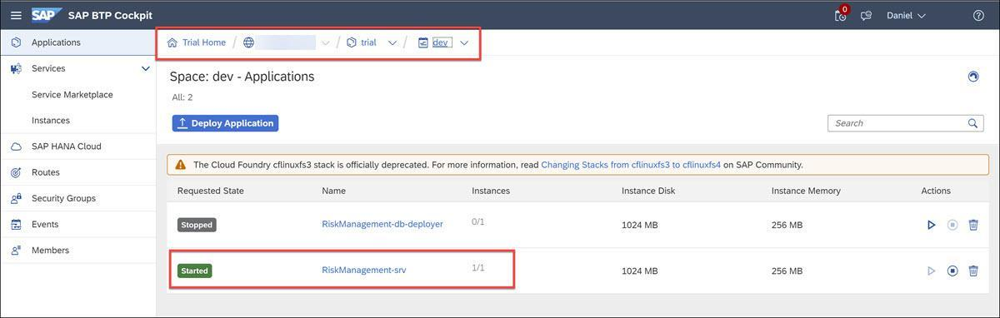 SAP SAP BTP Cockpit 0 Daniel
Applications
Services
Service Marketplace
Instances
SAP HANA Cloud
Routes
Security Groups
Events
Members
Trial Home / / trial / dev
Space: dev - Applications
All: 2
Deploy Application
Search
The Cloud Foundry cflinuxfs3 stack is officially deprecated. For more information, read Changing Stacks from cflinuxfs3 to cflinuxfs4 on SAP Community.
Requested State Name Instances Instance Disk Instance Memory Actions
Stopped RiskManagement-db-deployer 0/1 1024 MB 256 MB
Started RiskManagement-srv 1/1 1024 MB 256 MB